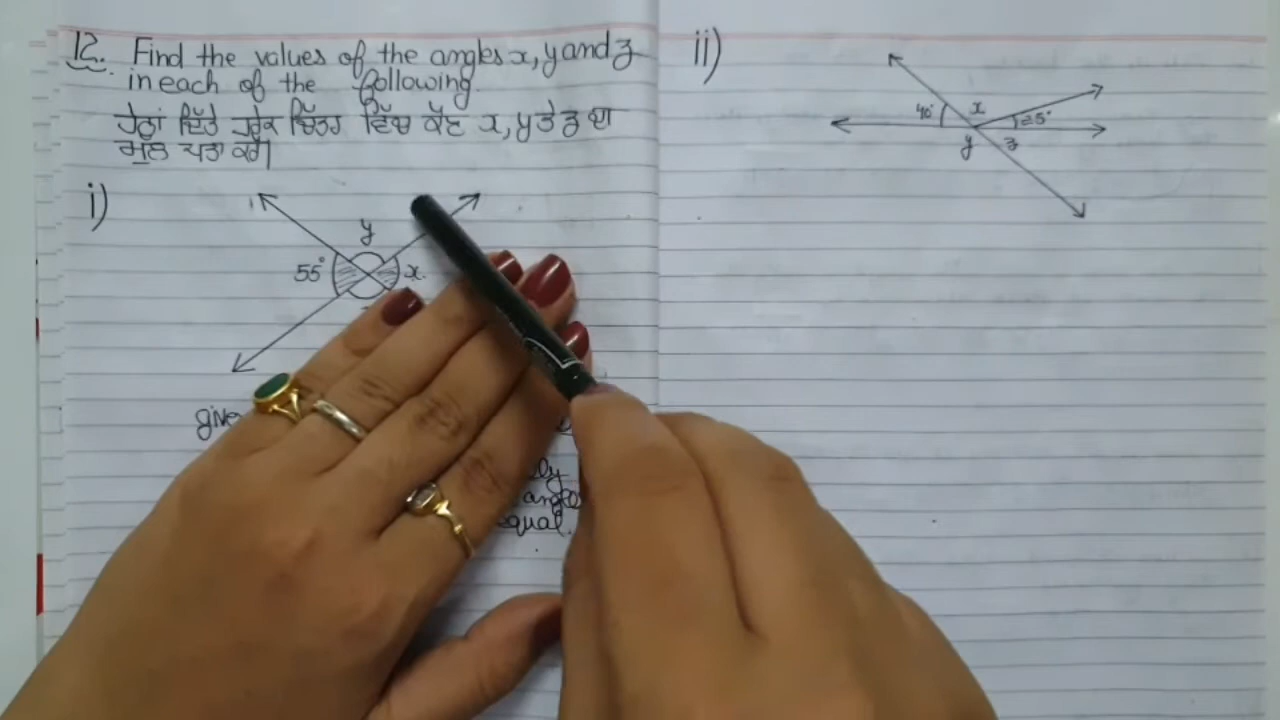 12. Find the values of the angles x, y and z
in each of the following.
ਹੇਠਾਂ ਦਿੱਤੇ ਹਰੇਕ ਚਿੱਤਰ ਵਿੱਚ ਕੋਣ x, y ਤੇ z ਦਾ
ਮੁੱਲ ਪਤਾ ਕਰੋ।
i)
y
55° x.
angle
equal.
ii)
40° x 25°
y z